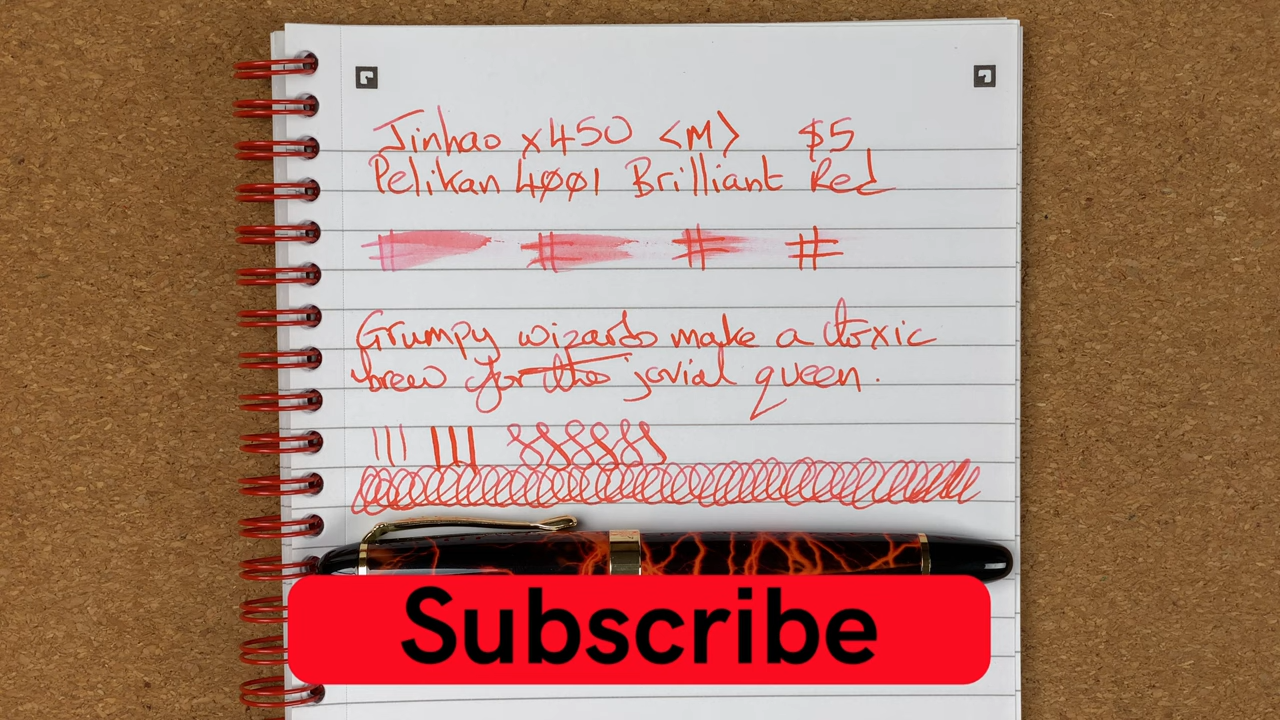 Jinhao x450 <M> $5
Pelikan 4001 Brilliant Red
# # # #
Grumpy wizards make a toxic
brew for the jovial queen.
Subscribe